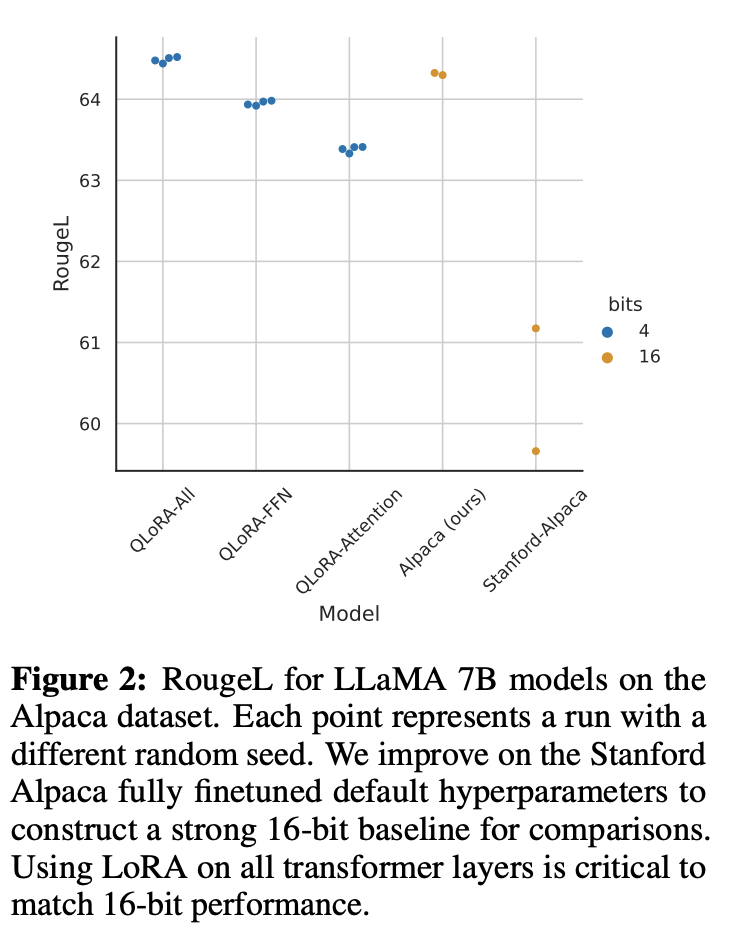 64
63
62
61
60
RougeL
bits
4
16
QLoRA-All
QLoRA-FFN
QLoRA-Attention
Alpaca (ours)
Stanford-Alpaca
Model
Figure 2: RougeL for LLaMA 7B models on the
Alpaca dataset. Each point represents a run with a
different random seed. We improve on the Stanford
Alpaca fully finetuned default hyperparameters to
construct a strong 16-bit baseline for comparisons.
Using LoRA on all transformer layers is critical to
match 16-bit performance.